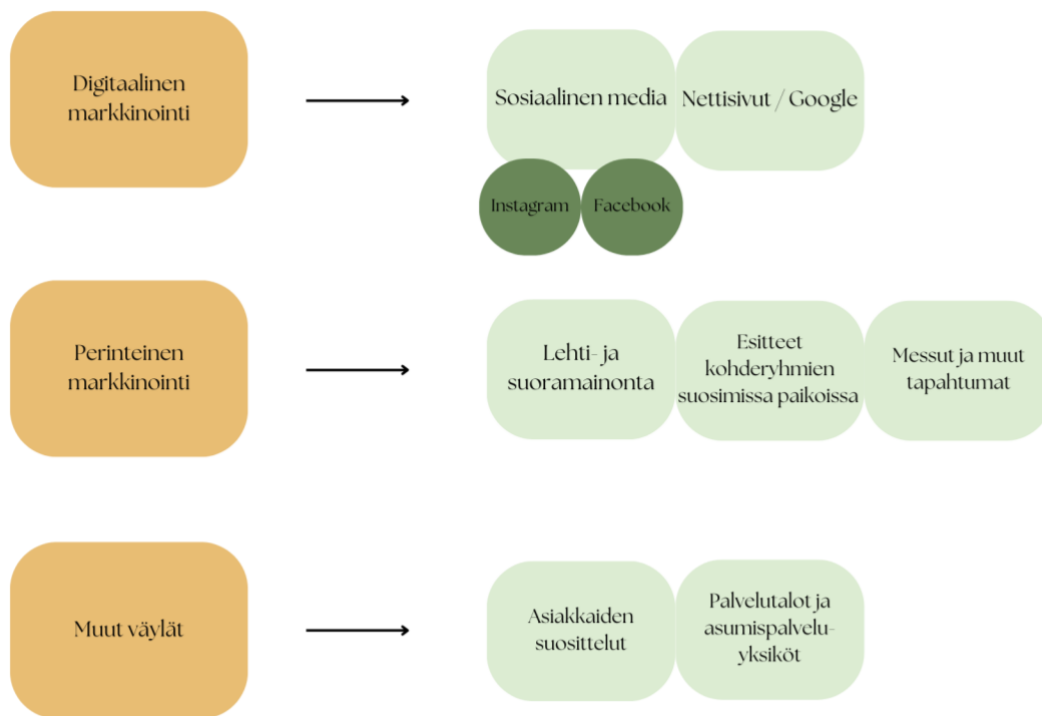 Digitaalinen
markkinointi
Sosiaalinen media
Nettisivut / Google
Instagram
Facebook
Perinteinen
markkinointi
Lehti- ja
suoramainonta
Esitteet
kohderyhmien
suosimissa paikoissa
Messut ja muut
tapahtumat
Muut väylät
Asiakkaiden
suosittelut
Palvelutalot ja
asumispalvelu-
yksiköt